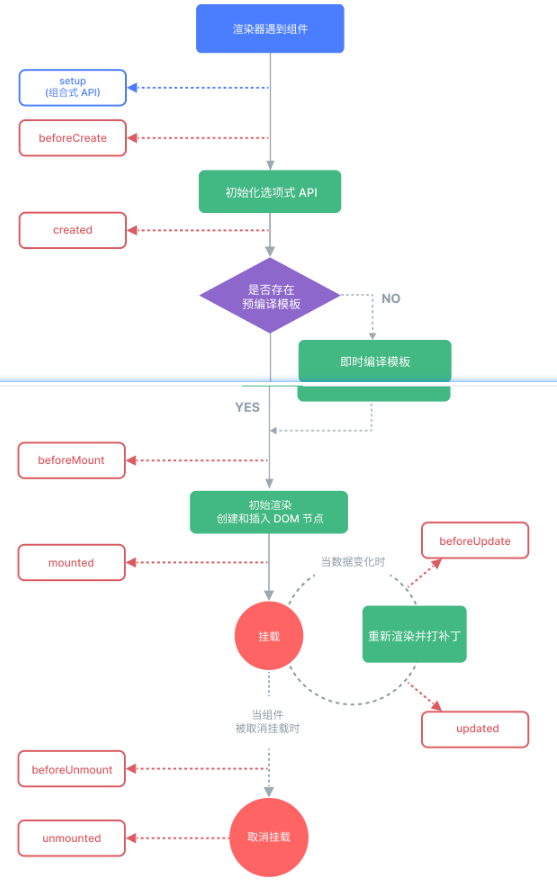 渲染器遇到组件
setup
(组合式 API)
beforeCreate
初始化选项式 API
created
是否存在
预编译模板
NO
即时编译模板
YES
beforeMount
初始渲染
创建和插入 DOM 节点
beforeUpdate
mounted
当数据变化时
挂载
重新渲染并打补丁
当组件
被取消挂载时
updated
beforeUnmount
取消挂载
unmounted